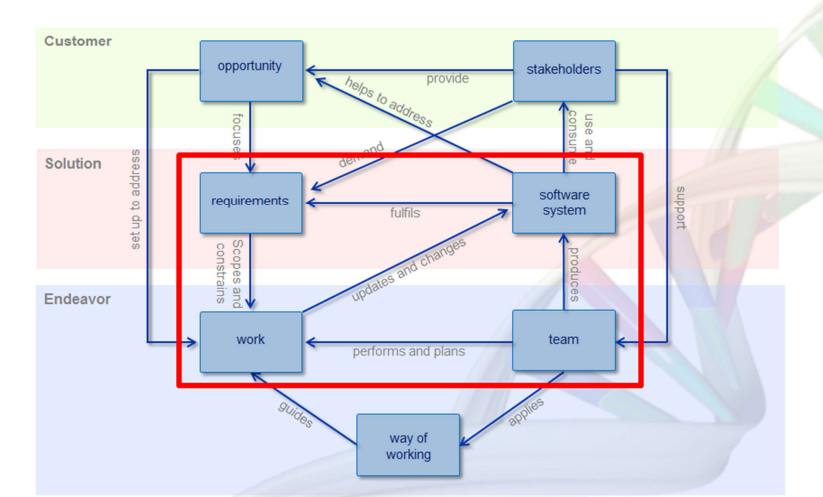 Customer
opportunity
stakeholders
provide
helps to address
focuses
use and
consume
demand
set up to address
support
Solution
requirements
software
system
fulfils
Scopes and
constrains
updates and changes
produces
Endeavor
work
team
performs and plans
guides
applies
way of
working